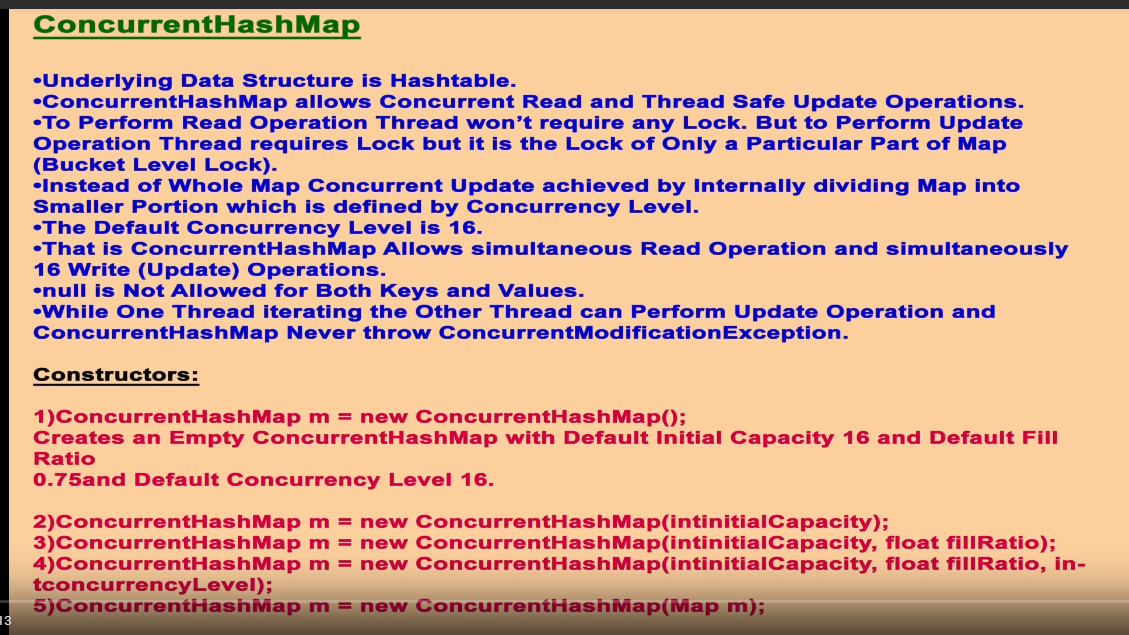 ConcurrentHashMap
•Underlying Data Structure is Hashtable.
•ConcurrentHashMap allows Concurrent Read and Thread Safe Update Operations.
•To Perform Read Operation Thread won’t require any Lock. But to Perform Update
Operation Thread requires Lock but it is the Lock of Only a Particular Part of Map
(Bucket Level Lock).
•Instead of Whole Map Concurrent Update achieved by Internally dividing Map into
Smaller Portion which is defined by Concurrency Level.
•The Default Concurrency Level is 16.
•That is ConcurrentHashMap Allows simultaneous Read Operation and simultaneously
16 Write (Update) Operations.
•null is Not Allowed for Both Keys and Values.
•While One Thread iterating the Other Thread can Perform Update Operation and
ConcurrentHashMap Never throw ConcurrentModificationException.
Constructors:
1)ConcurrentHashMap m = new ConcurrentHashMap();
Creates an Empty ConcurrentHashMap with Default Initial Capacity 16 and Default Fill
Ratio
0.75and Default Concurrency Level 16.
2)ConcurrentHashMap m = new ConcurrentHashMap(intinitialCapacity);
3)ConcurrentHashMap m = new ConcurrentHashMap(intinitialCapacity, float fillRatio);
4)ConcurrentHashMap m = new ConcurrentHashMap(intinitialCapacity, float fillRatio, in-
tconcurrencyLevel);
5)ConcurrentHashMap m = new ConcurrentHashMap(Map m);
13